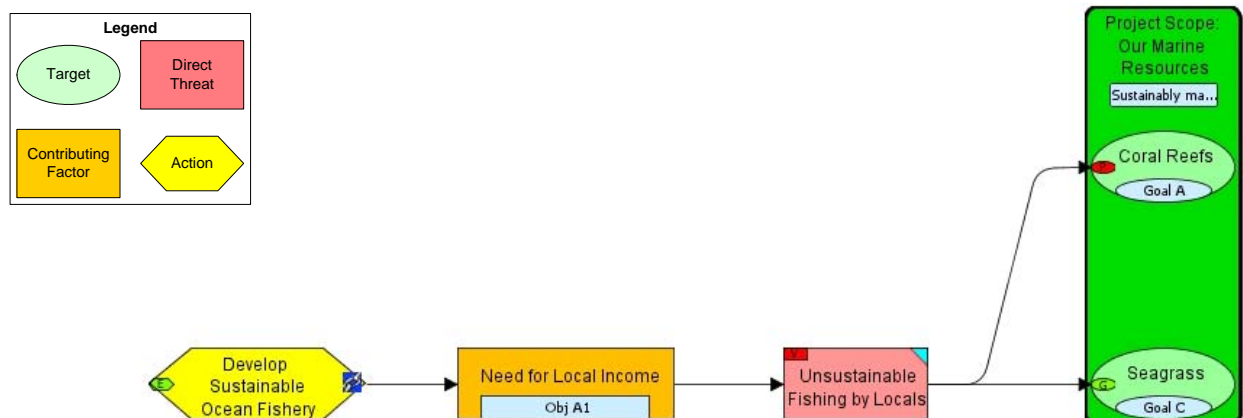 Legend
Target
Direct
Threat
Contributing
Factor
Action
Project Scope:
Our Marine
Resources
Sustainably ma...
Coral Reefs
Goal A
Develop
Sustainable
Ocean Fishery
E
Need for Local Income
Obj A1
V
Unsustainable
Fishing by Locals
Seagrass
G
Goal C